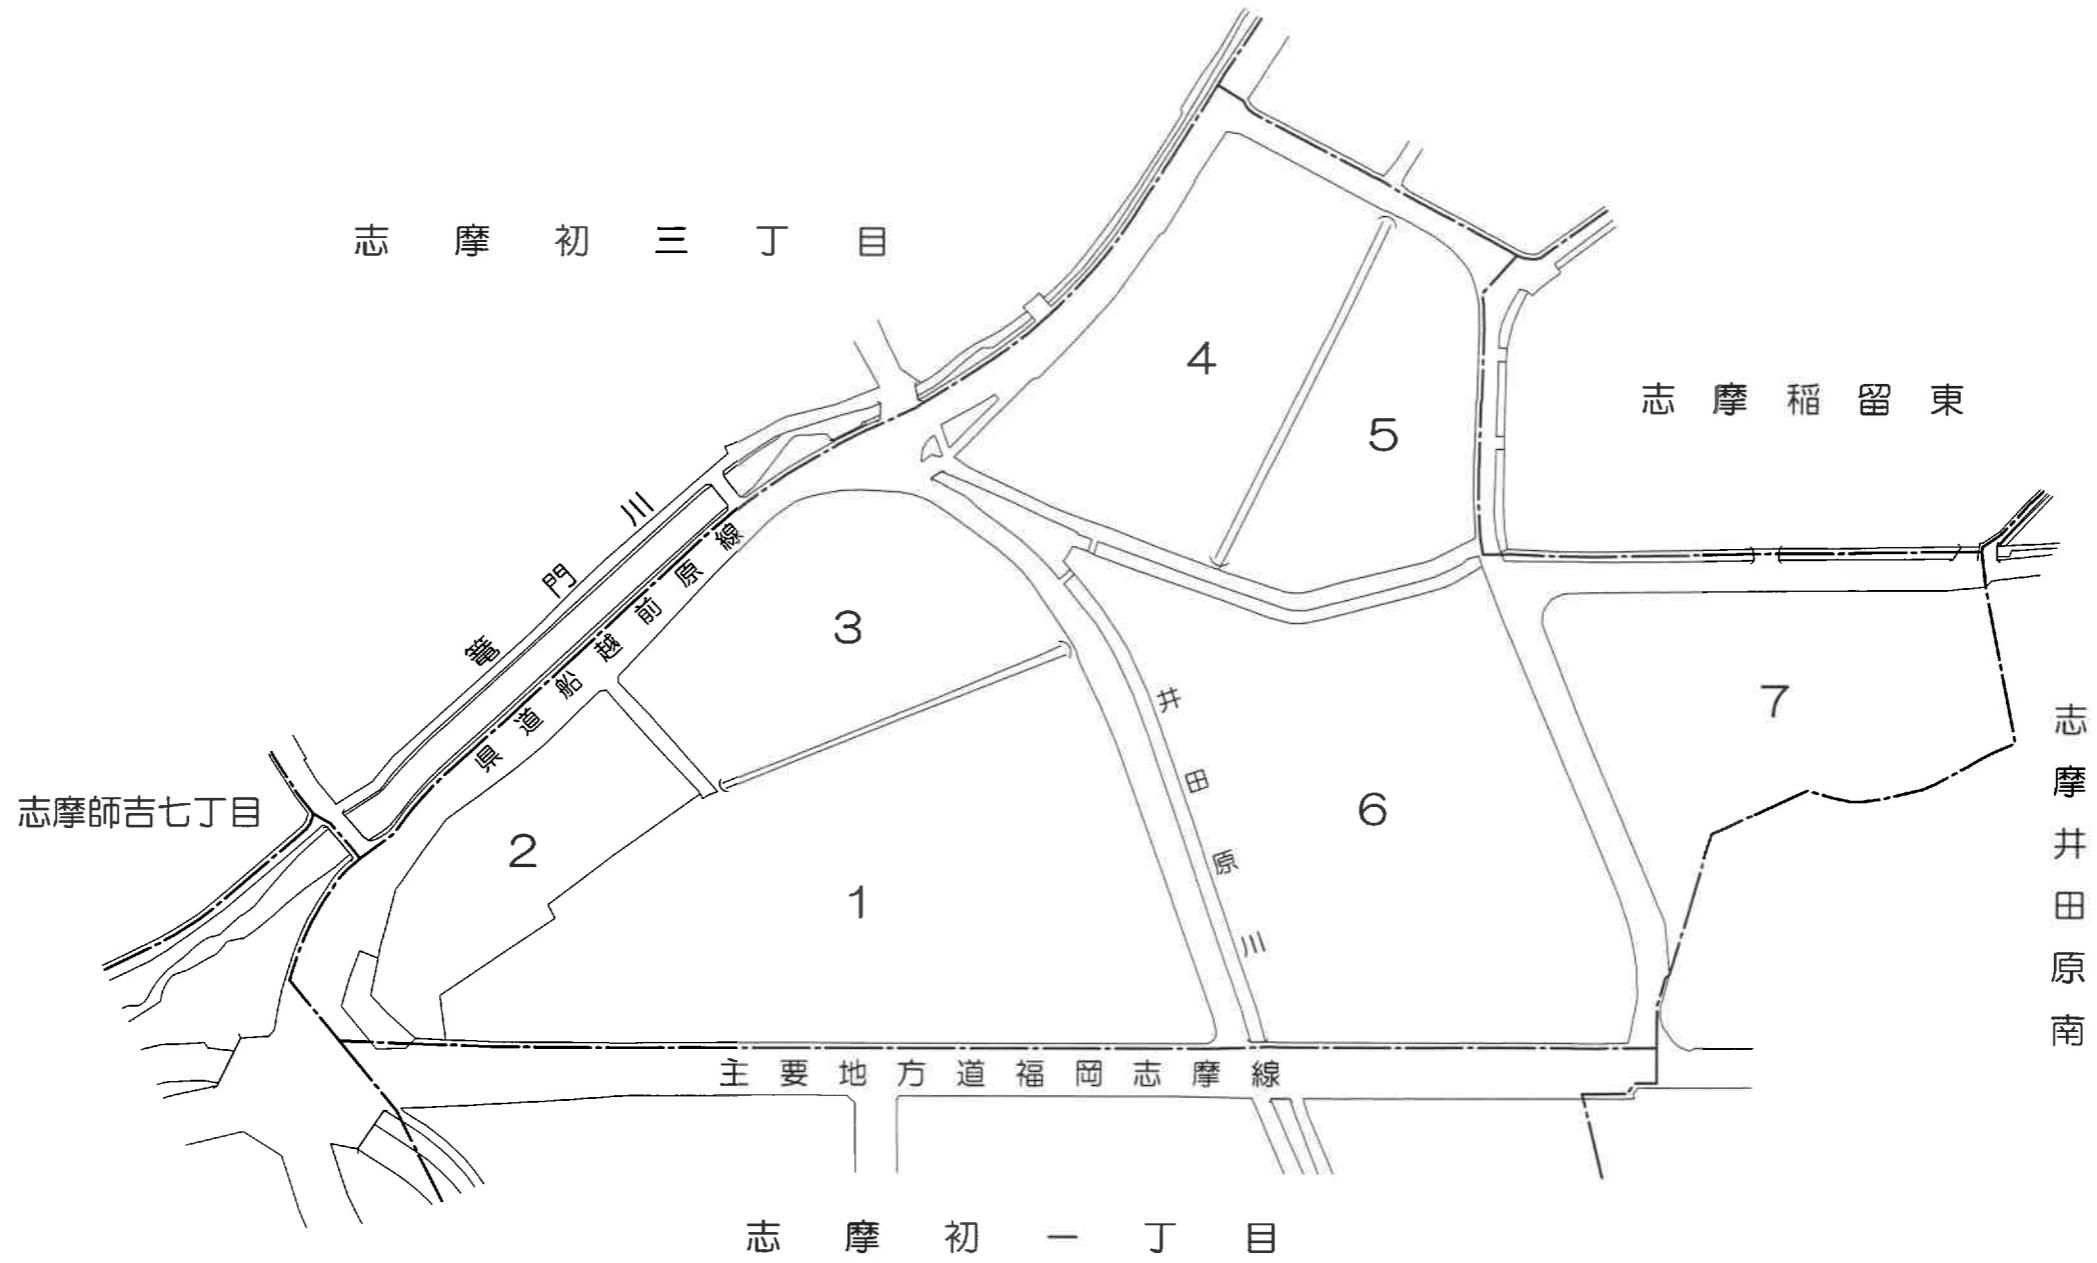 志摩初三丁目
4
志摩稲留東
5
篭門川
県道船越前原線
3
井田原川
7
志摩井田原南
志摩師吉七丁目
2
6
1
主要地方道福岡志摩線
志摩初一丁目